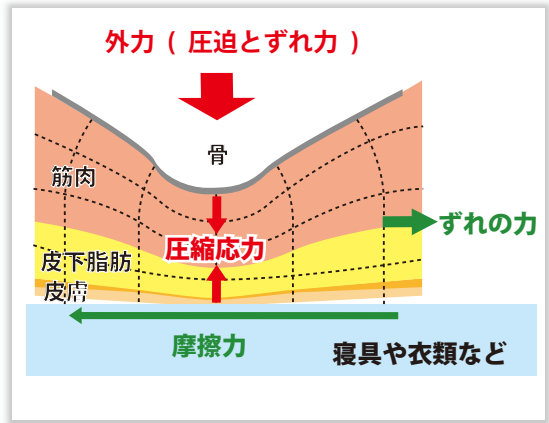 外力 ( 圧迫とずれ力 )
骨
筋肉
ずれの力
圧縮応力
皮下脂肪
皮膚
摩擦力
寝具や衣類など